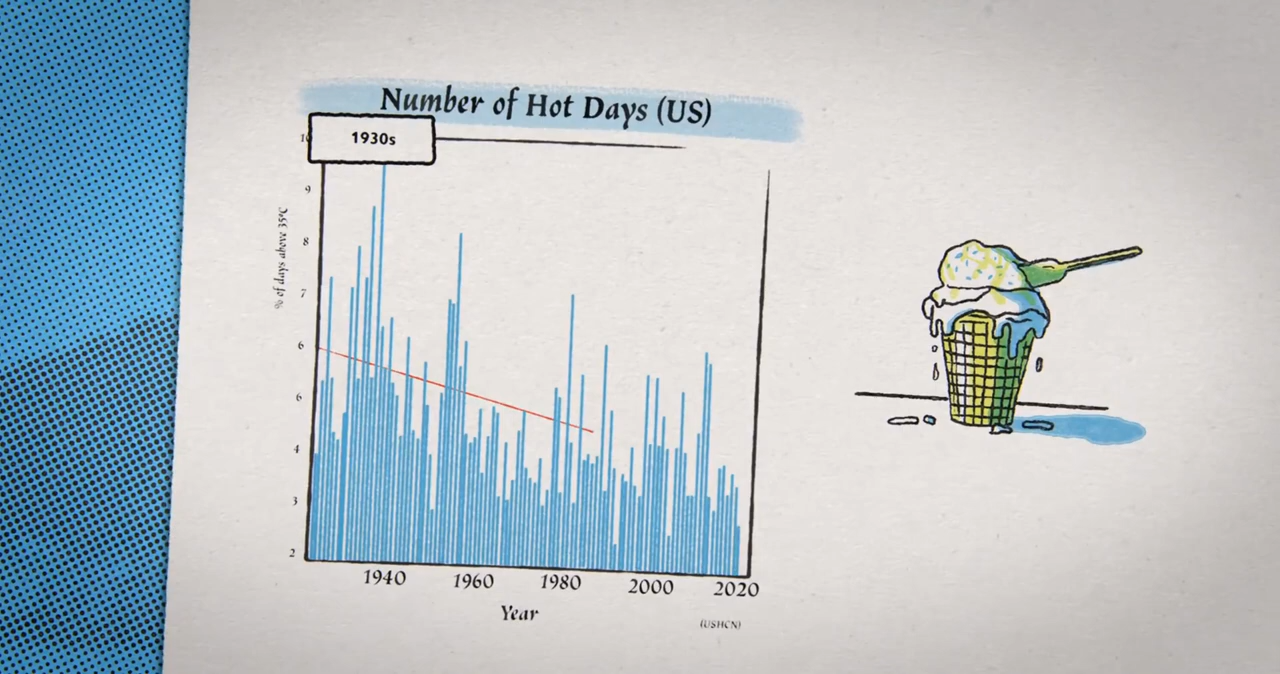 Number of Hot Days (US)
1930s
9
8
7
6
6
4
3
2
% of days above 35°C
1940 1960 1980 2000 2020
Year
(USHCN)